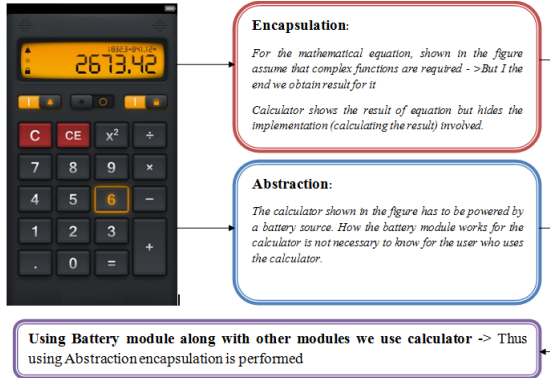 1832.3+841.12=
2673.42
C CE x² ÷
7 8 9 ×
4 5 6 −
1 2 3 +
. 0 =
Encapsulation:
For the mathematical equation, shown in the figure
assume that complex functions are required - >But I the
end we obtain result for it
Calculator shows the result of equation but hides the
implementation (calculating the result) involved.
Abstraction:
The calculator shown in the figure has to be powered by
a battery source. How the battery module works for the
calculator is not necessary to know for the user who uses
the calculator.
Using Battery module along with other modules we use calculator -> Thus
using Abstraction encapsulation is performed